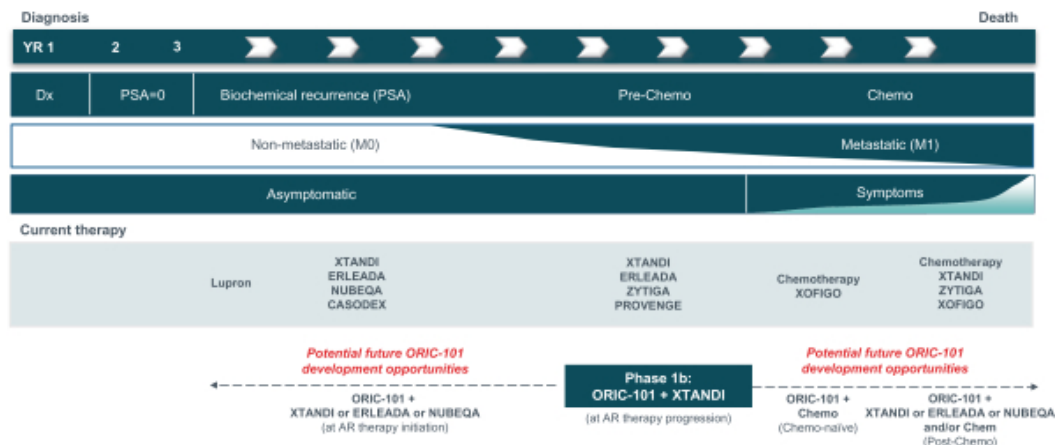 Diagnosis Death
YR 1 2 3
Dx PSA=0 Biochemical recurrence (PSA) Pre-Chemo Chemo
Non-metastatic (M0) Metastatic (M1)
Asymptomatic Symptoms
Current therapy
Lupron
XTANDI
ERLEADA
NUBEQA
CASODEX
XTANDI
ERLEADA
ZYTIGA
PROVENGE
Chemotherapy
XOFIGO
Chemotherapy
XTANDI
ZYTIGA
XOFIGO
Potential future ORIC-101
development opportunities
ORIC-101 +
XTANDI or ERLEADA or NUBEQA
(at AR therapy initiation)
Phase 1b:
ORIC-101 + XTANDI
(at AR therapy progression)
Potential future ORIC-101
development opportunities
ORIC-101 +
Chemo
(Chemo-naïve)
ORIC-101 +
XTANDI or ERLEADA or NUBEQA
and/or Chem
(Post-Chemo)